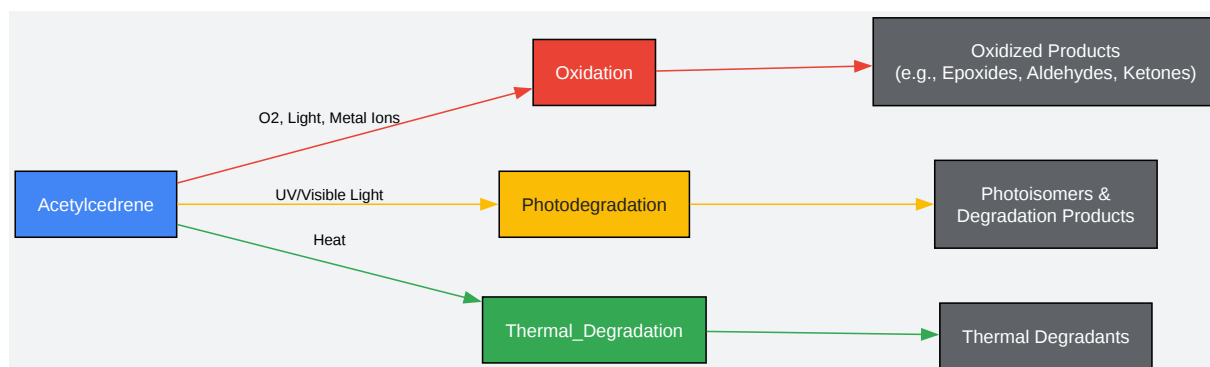 Oxidized Products
(e.g., Epoxides, Aldehydes, Ketones)
Oxidation
O2, Light, Metal Ions
Acetylcedrene
UV/Visible Light
Photodegradation
Photoisomers &
Degradation Products
Heat
Thermal_Degradation
Thermal Degradants